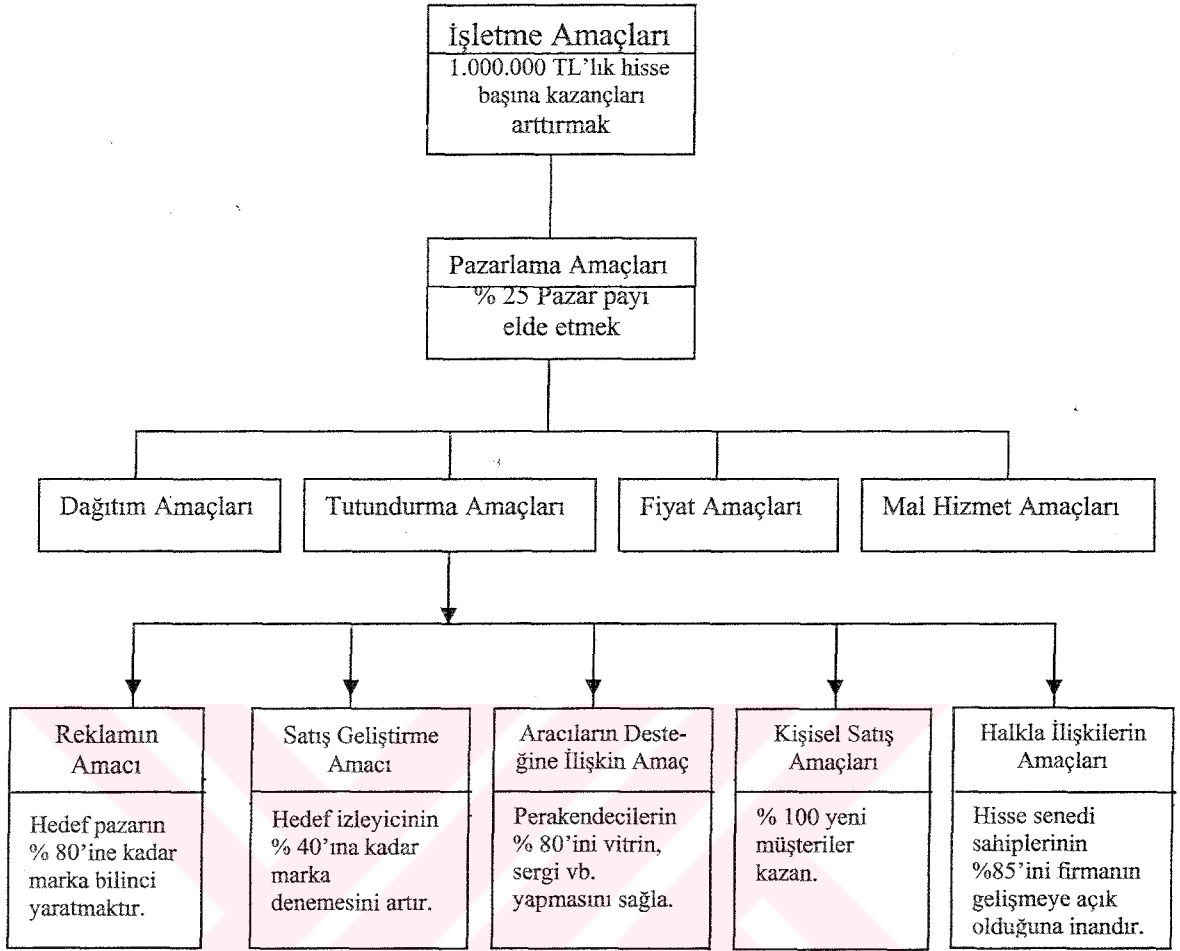 İşletme Amaçları
1.000.000 TL'lık hisse
başına kazançları
arttırmak
Pazarlama Amaçları
% 25 Pazar payı
elde etmek
Dağıtım Amaçları
Tutundurma Amaçları
Fiyat Amaçları
Mal Hizmet Amaçları
Reklamın
Amacı
Hedef pazarın
% 80'ine kadar
marka bilinci
yaratmaktır.
Satış Geliştirme
Amacı
Hedef izleyicinin
% 40'ına kadar
marka
denemesini artır.
Aracıların Deste-
ğine İlişkin Amaç
Perakendecilerin
% 80'ini vitrin,
sergi vb.
yapmasını sağla.
Kişisel Satış
Amaçları
% 100 yeni
müşteriler
kazan.
Halkla İlişkilerin
Amaçları
Hisse senedi
sahiplerinin
%85'ini firmanın
gelişmeye açık
olduğuna inandır.